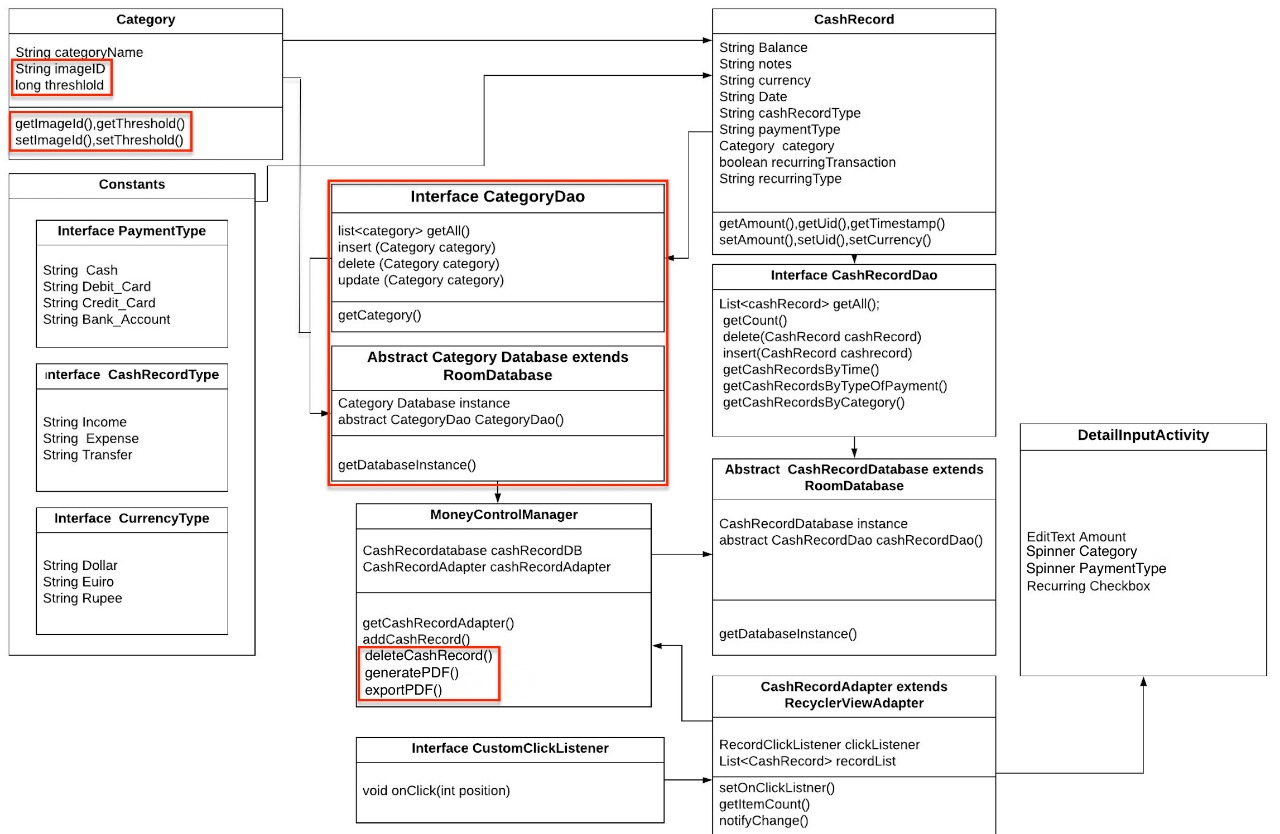 Category
String categoryName
String imageID
long threshlold
getImageId(),getThreshold()
setImageId(),setThreshold()
Constants
Interface PaymentType
String Cash
String Debit_Card
String Credit_Card
String Bank_Account
Interface CashRecordType
String Income
String Expense
String Transfer
Interface CurrencyType
String Dollar
String Euiro
String Rupee
Interface CategoryDao
list<category> getAll()
insert (Category category)
delete (Category category)
update (Category category)
getCategory()
Abstract Category Database extends
RoomDatabase
Category Database instance
abstract CategoryDao CategoryDao()
getDatabaseInstance()
MoneyControlManager
CashRecordatabase cashRecordDB
CashRecordAdapter cashRecordAdapter
getCashRecordAdapter()
addCashRecord()
deleteCashRecord()
generatePDF()
exportPDF()
Interface CustomClickListener
void onClick(int position)
CashRecord
String Balance
String notes
String currency
String Date
String cashRecordType
String paymentType
Category category
boolean recurringTransaction
String recurringType
getAmount(),getUid(),getTimestamp()
setAmount(),setUid(),setCurrency()
Interface CashRecordDao
List<cashRecord> getAll();
getCount()
delete(CashRecord cashRecord)
insert(CashRecord cashrecord)
getCashRecordsByTime()
getCashRecordsByTypeOfPayment()
getCashRecordsByCategory()
Abstract CashRecordDatabase extends
RoomDatabase
CashRecordDatabase instance
abstract CashRecordDao cashRecordDao()
getDatabaseInstance()
CashRecordAdapter extends
RecyclerViewAdapter
RecordClickListener clickListener
List<CashRecord> recordList
setOnClickListner()
getItemCount()
notifyChange()
DetailInputActivity
EditText Amount
Spinner Category
Spinner PaymentType
Recurring Checkbox